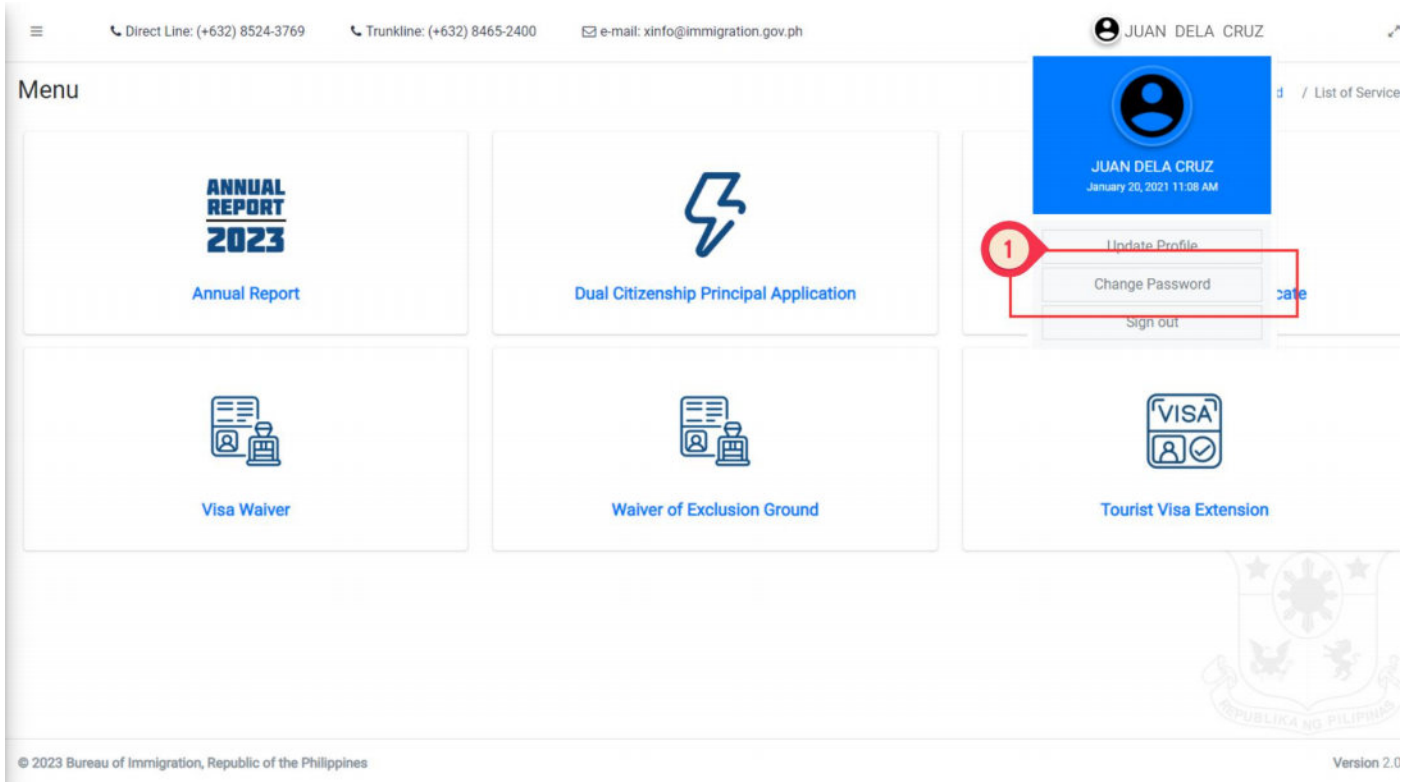 Direct Line: (+632) 8524-3769 Trunkline: (+632) 8465-2400 e-mail: xinfo@immigration.gov.ph JUAN DELA CRUZ
Menu
/ List of Service
JUAN DELA CRUZ
January 20, 2021 11:08 AM
1
Update Profile
Change Password
Sign out
ANNUAL
REPORT
2023
Annual Report
Dual Citizenship Principal Application
cate
Visa Waiver
Waiver of Exclusion Ground
VISA
Tourist Visa Extension
REPUBLIKA NG PILIPINAS
© 2023 Bureau of Immigration, Republic of the Philippines Version 2.0